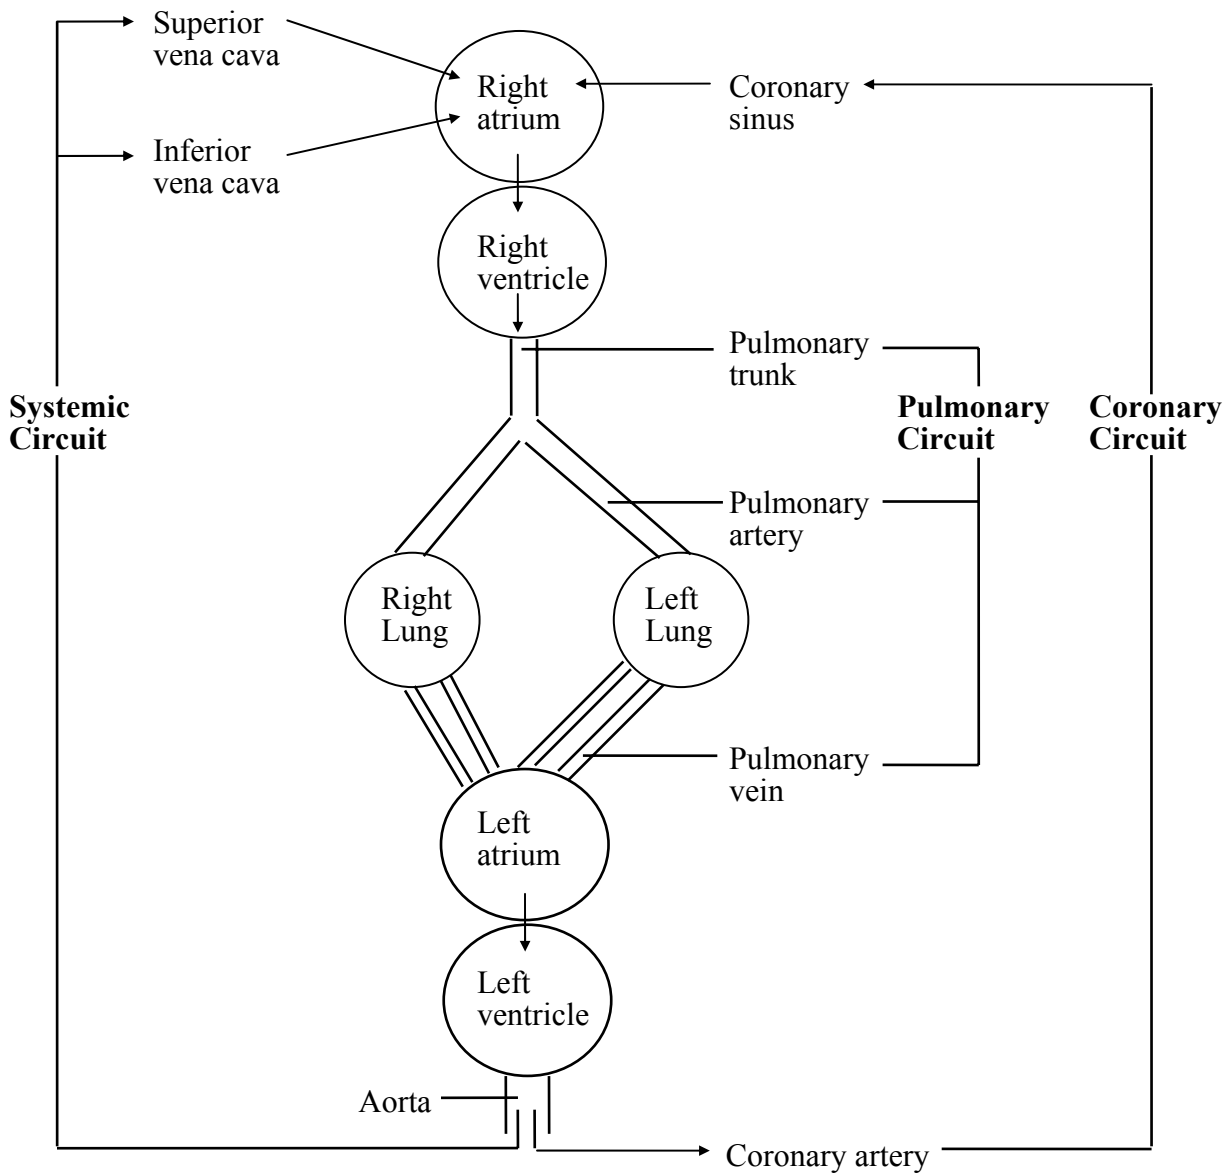 Superior
vena cava
Right
atrium
Coronary
sinus
Inferior
vena cava
Right
ventricle
Pulmonary
trunk
Systemic
Circuit
Pulmonary
Circuit
Coronary
Circuit
Pulmonary
artery
Right
Lung
Left
Lung
Pulmonary
vein
Left
atrium
Left
ventricle
Aorta
Coronary artery